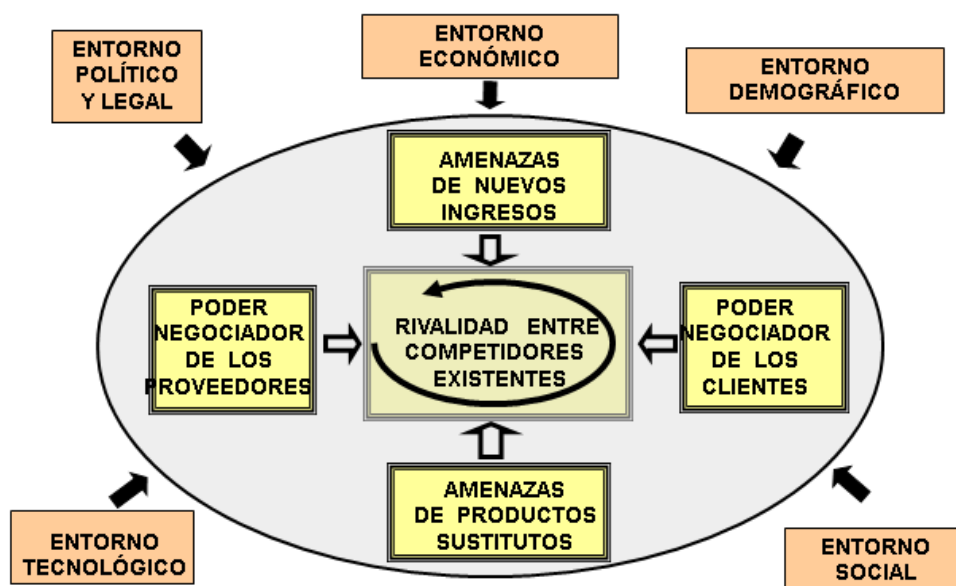 ENTORNO
POLÍTICO
Y LEGAL
ENTORNO
ECONÓMICO
ENTORNO
DEMOGRÁFICO
AMENAZAS
DE NUEVOS
INGRESOS
PODER
NEGOCIADOR
DE LOS
PROVEEDORES
RIVALIDAD ENTRE
COMPETIDORES
EXISTENTES
PODER
NEGOCIADOR
DE LOS
CLIENTES
AMENAZAS
DE PRODUCTOS
SUSTITUTOS
ENTORNO
TECNOLÓGICO
ENTORNO
SOCIAL